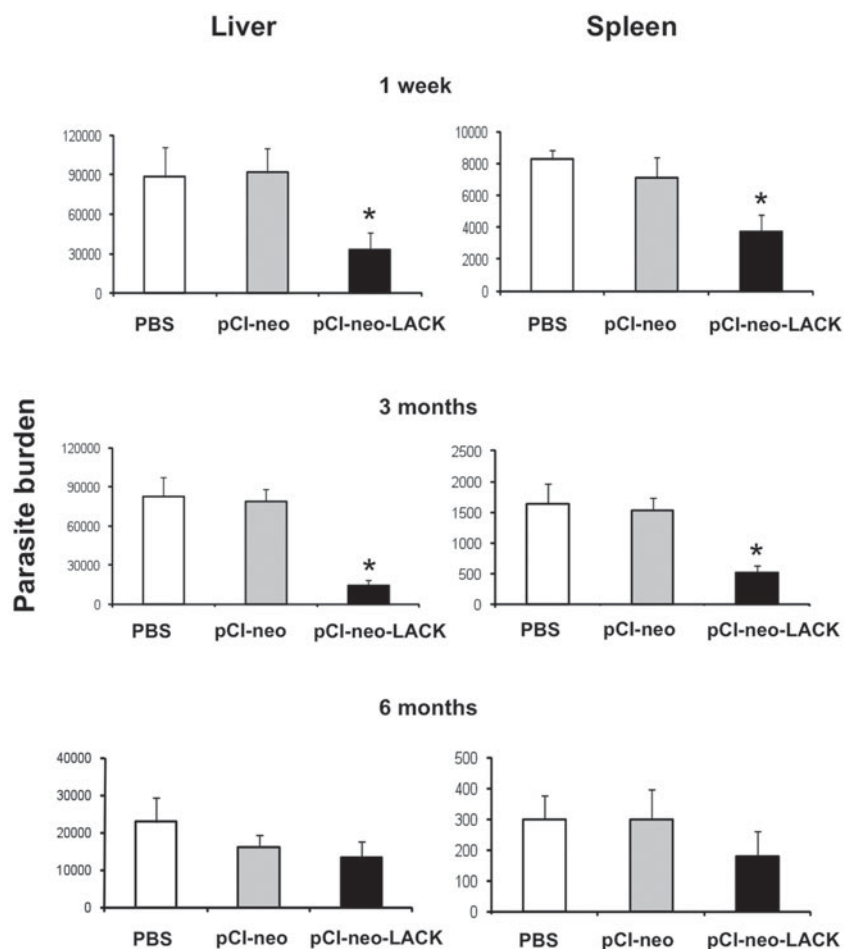 Liver
Spleen
1 week
120000
90000
60000
30000
0
*
PBS
pCI-neo
pCI-neo-LACK
10000
8000
6000
4000
2000
0
*
PBS
pCI-neo
pCI-neo-LACK
Parasite burden
3 months
120000
90000
60000
30000
0
*
PBS
pCI-neo
pCI-neo-LACK
2500
2000
1500
1000
500
0
*
PBS
pCI-neo
pCI-neo-LACK
6 months
40000
30000
20000
10000
0
PBS
pCI-neo
pCI-neo-LACK
500
400
300
200
100
0
PBS
pCI-neo
pCI-neo-LACK